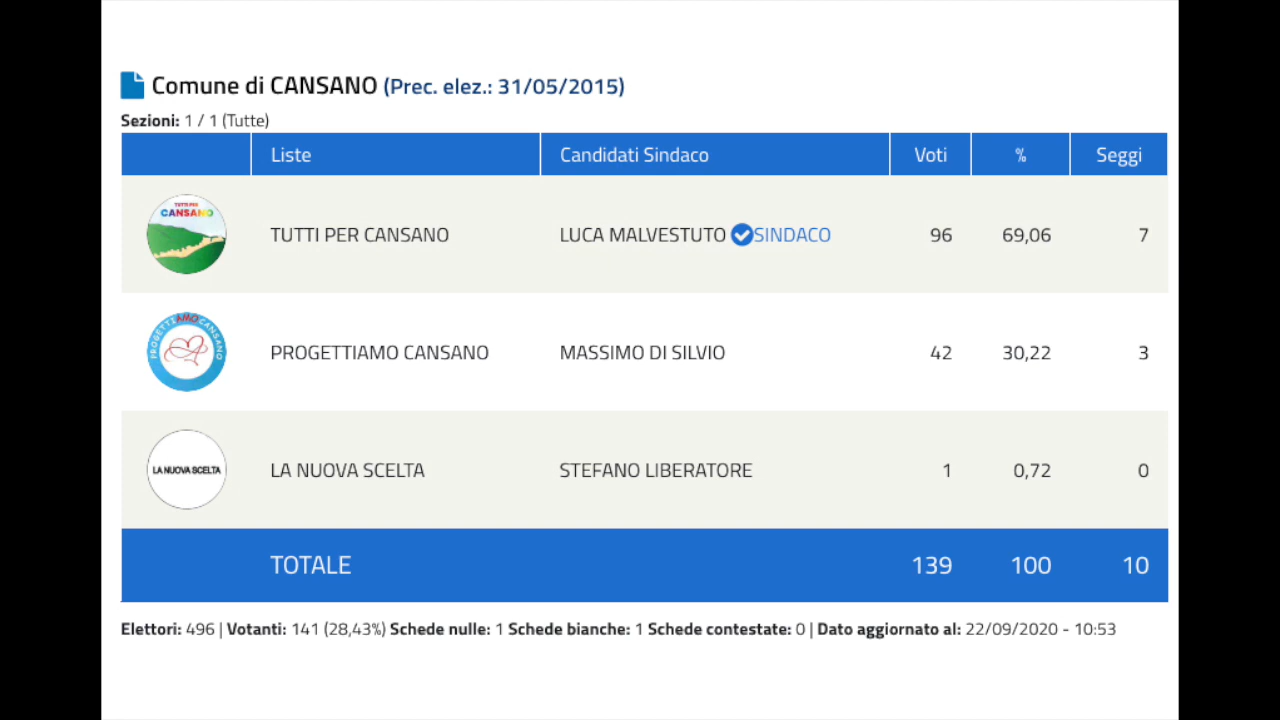 Comune di CANSANO (Prec. elez.: 31/05/2015)
Sezioni: 1 / 1 (Tutte)
Liste Candidati Sindaco Voti % Seggi
TUTTI PER
CANSANO
TUTTI PER CANSANO LUCA MALVESTUTO SINDACO 96 69,06 7
PROGETTIAMO CANSANO
PROGETTIAMO CANSANO MASSIMO DI SILVIO 42 30,22 3
LA NUOVA SCELTA
LA NUOVA SCELTA STEFANO LIBERATORE 1 0,72 0
TOTALE 139 100 10
Elettori: 496 | Votanti: 141 (28,43%) Schede nulle: 1 Schede bianche: 1 Schede contestate: 0 | Dato aggiornato al: 22/09/2020 - 10:53